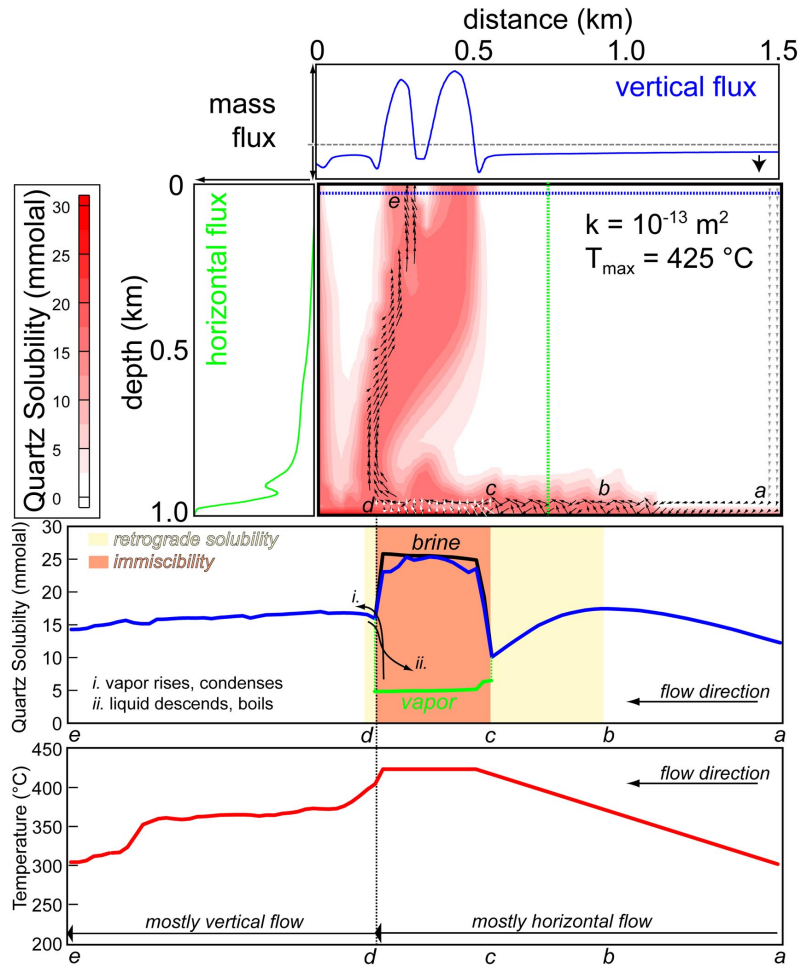 distance (km)
0 0.5 1.0 1.5
mass
flux
vertical flux
Quartz Solubility (mmolal)
30
25
20
15
10
5
0
horizontal flux
depth (km)
0
0.5
1.0
e
k = 10⁻¹³ m²
Tmax = 425 °C
d c b a
Quartz Solubility (mmolal)
30
25
20
15
10
5
0
retrograde solubility
immiscibility
brine
i.
ii.
i. vapor rises, condenses
ii. liquid descends, boils
vapor
flow direction
e d c b a
Temperature (°C)
450
400
350
300
250
200
flow direction
mostly vertical flow mostly horizontal flow
e d c b a